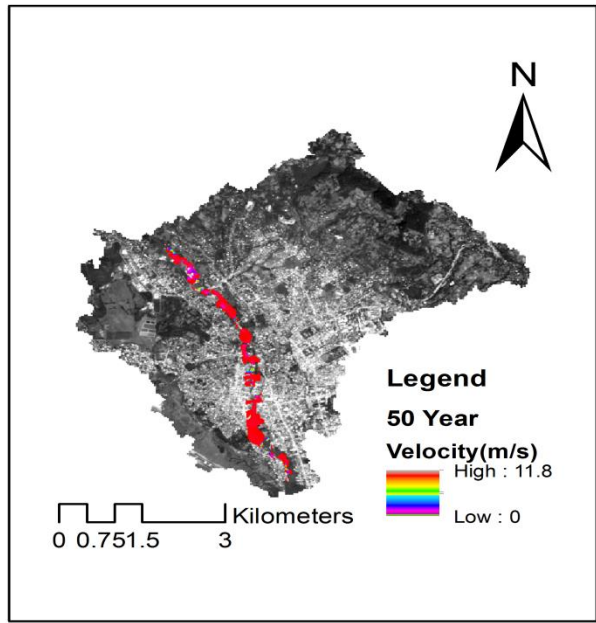 N
Legend
50 Year
Velocity(m/s)
High : 11.8
Low : 0
Kilometers
0 0.751.5 3